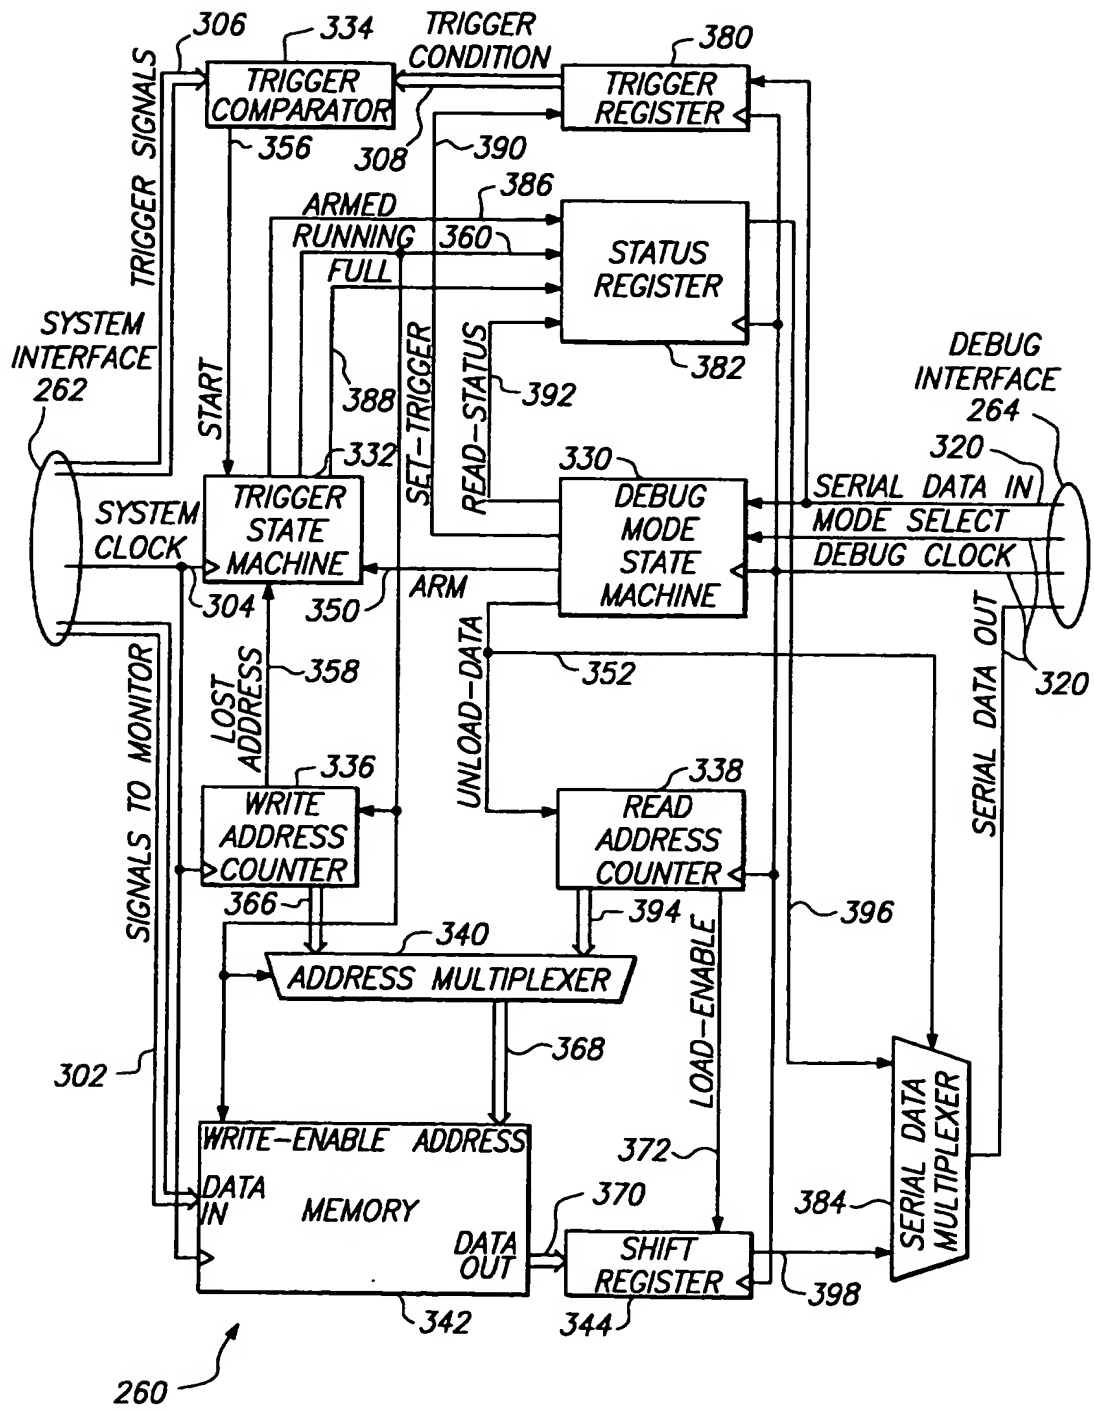 306
334
TRIGGER
CONDITION
380
TRIGGER SIGNALS
TRIGGER
COMPARATOR
TRIGGER
REGISTER
356
308
390
ARMED
386
RUNNING
360
FULL
STATUS
REGISTER
382
SYSTEM
INTERFACE
262
START
388
SET-TRIGGER
READ-STATUS
392
DEBUG
INTERFACE
264
332
330
320
TRIGGER
STATE
MACHINE
DEBUG
MODE
STATE
MACHINE
SERIAL DATA IN
MODE SELECT
DEBUG CLOCK
SYSTEM
CLOCK
304
350
ARM
352
320
SERIAL DATA OUT
UNLOAD-DATA
LOST
ADDRESS
358
SIGNALS TO MONITOR
336
WRITE
ADDRESS
COUNTER
338
READ
ADDRESS
COUNTER
366
394
396
340
ADDRESS MULTIPLEXER
LOAD-ENABLE
368
302
372
WRITE-ENABLE ADDRESS
DATA
IN
MEMORY
DATA
OUT
370
SHIFT
REGISTER
384
SERIAL DATA
MULTIPLEXER
398
342
344
260